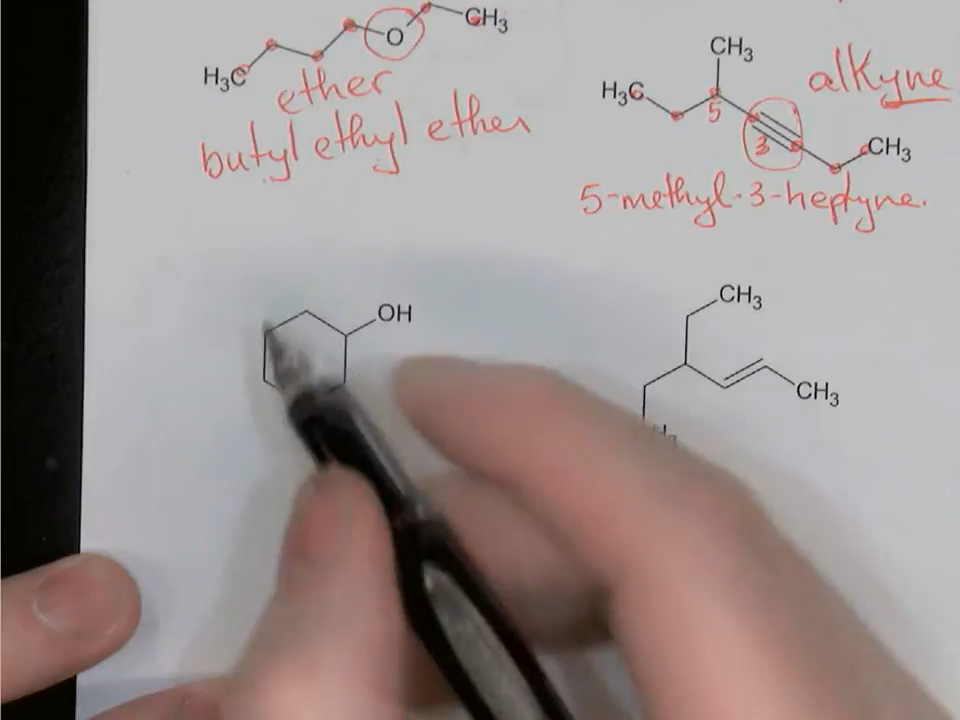 CH₃
O
H₃C
ether
butyl ethyl ether
CH₃
alkyne
H₃C
5
3
CH₃
5-methyl-3-heptyne.
OH
CH₃
CH₃